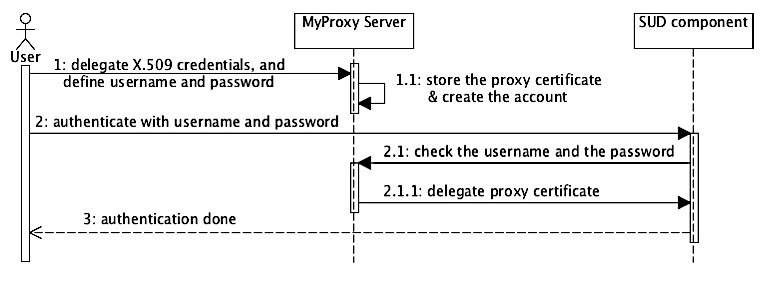 MyProxy Server
SUD component
User
1: delegate X.509 credentials, and
define username and password
1.1: store the proxy certificate
& create the account
2: authenticate with username and password
2.1: check the username and the password
2.1.1: delegate proxy certificate
3: authentication done